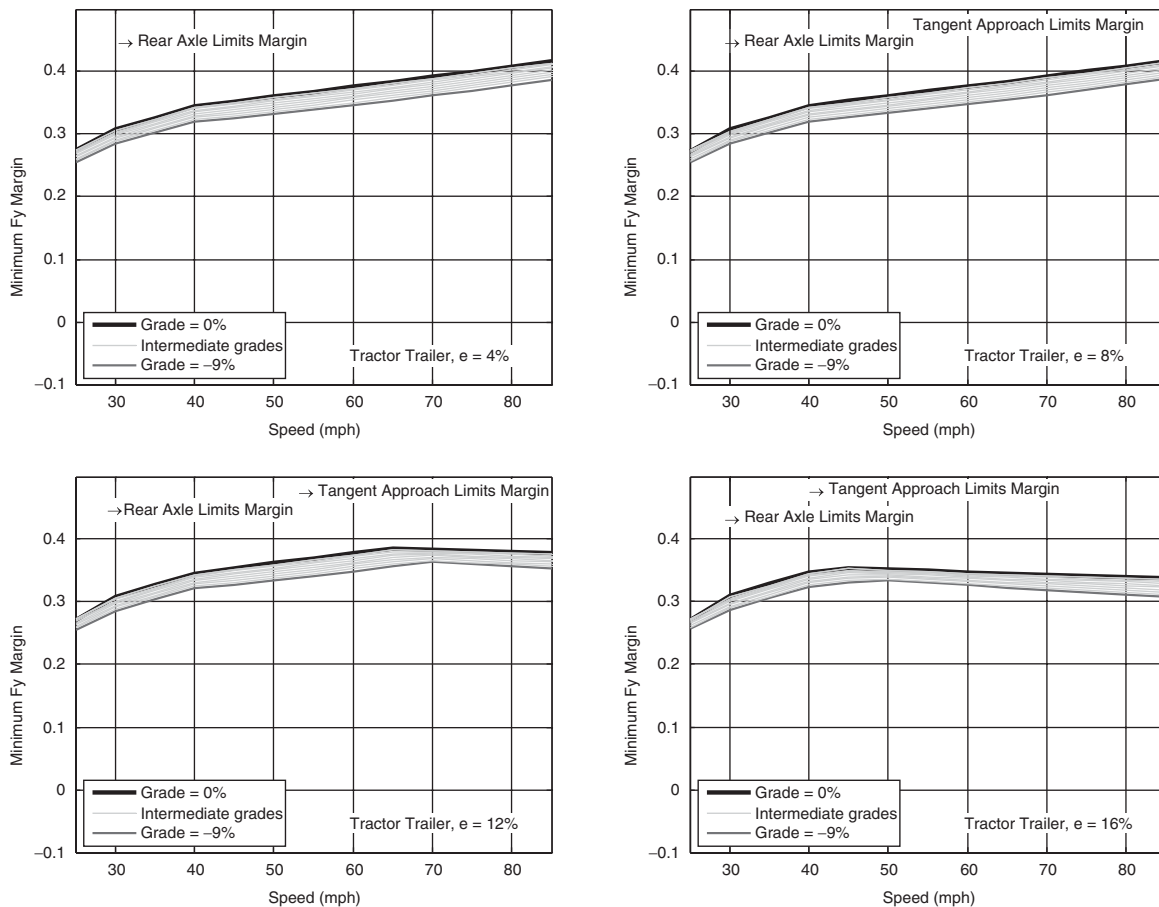 → Rear Axle Limits Margin
0.4
0.3
0.2
0.1
0
−0.1
Minimum Fy Margin
Grade = 0%
Intermediate grades
Grade = −9%
Tractor Trailer, e = 4%
30 40 50 60 70 80
Speed (mph)
Tangent Approach Limits Margin
→ Rear Axle Limits Margin
0.4
0.3
0.2
0.1
0
−0.1
Minimum Fy Margin
Grade = 0%
Intermediate grades
Grade = −9%
Tractor Trailer, e = 8%
30 40 50 60 70 80
Speed (mph)
→ Tangent Approach Limits Margin
→Rear Axle Limits Margin
0.4
0.3
0.2
0.1
0
−0.1
Minimum Fy Margin
Grade = 0%
Intermediate grades
Grade = −9%
Tractor Trailer, e = 12%
30 40 50 60 70 80
Speed (mph)
→ Tangent Approach Limits Margin
→ Rear Axle Limits Margin
0.4
0.3
0.2
0.1
0
−0.1
Minimum Fy Margin
Grade = 0%
Intermediate grades
Grade = −9%
Tractor Trailer, e = 16%
30 40 50 60 70 80
Speed (mph)